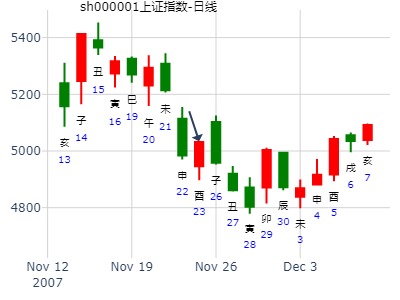 sh000001上证指数-日线
5400
5200
5000
4800
亥
13
子
14
丑
15
寅
16
巳
19
午
20
未
21
申
22
酉
23
子
26
丑
27
寅
28
卯
29
辰
30
未
3
申
4
酉
5
戌
6
亥
7
Nov 12
2007
Nov 19
Nov 26
Dec 3